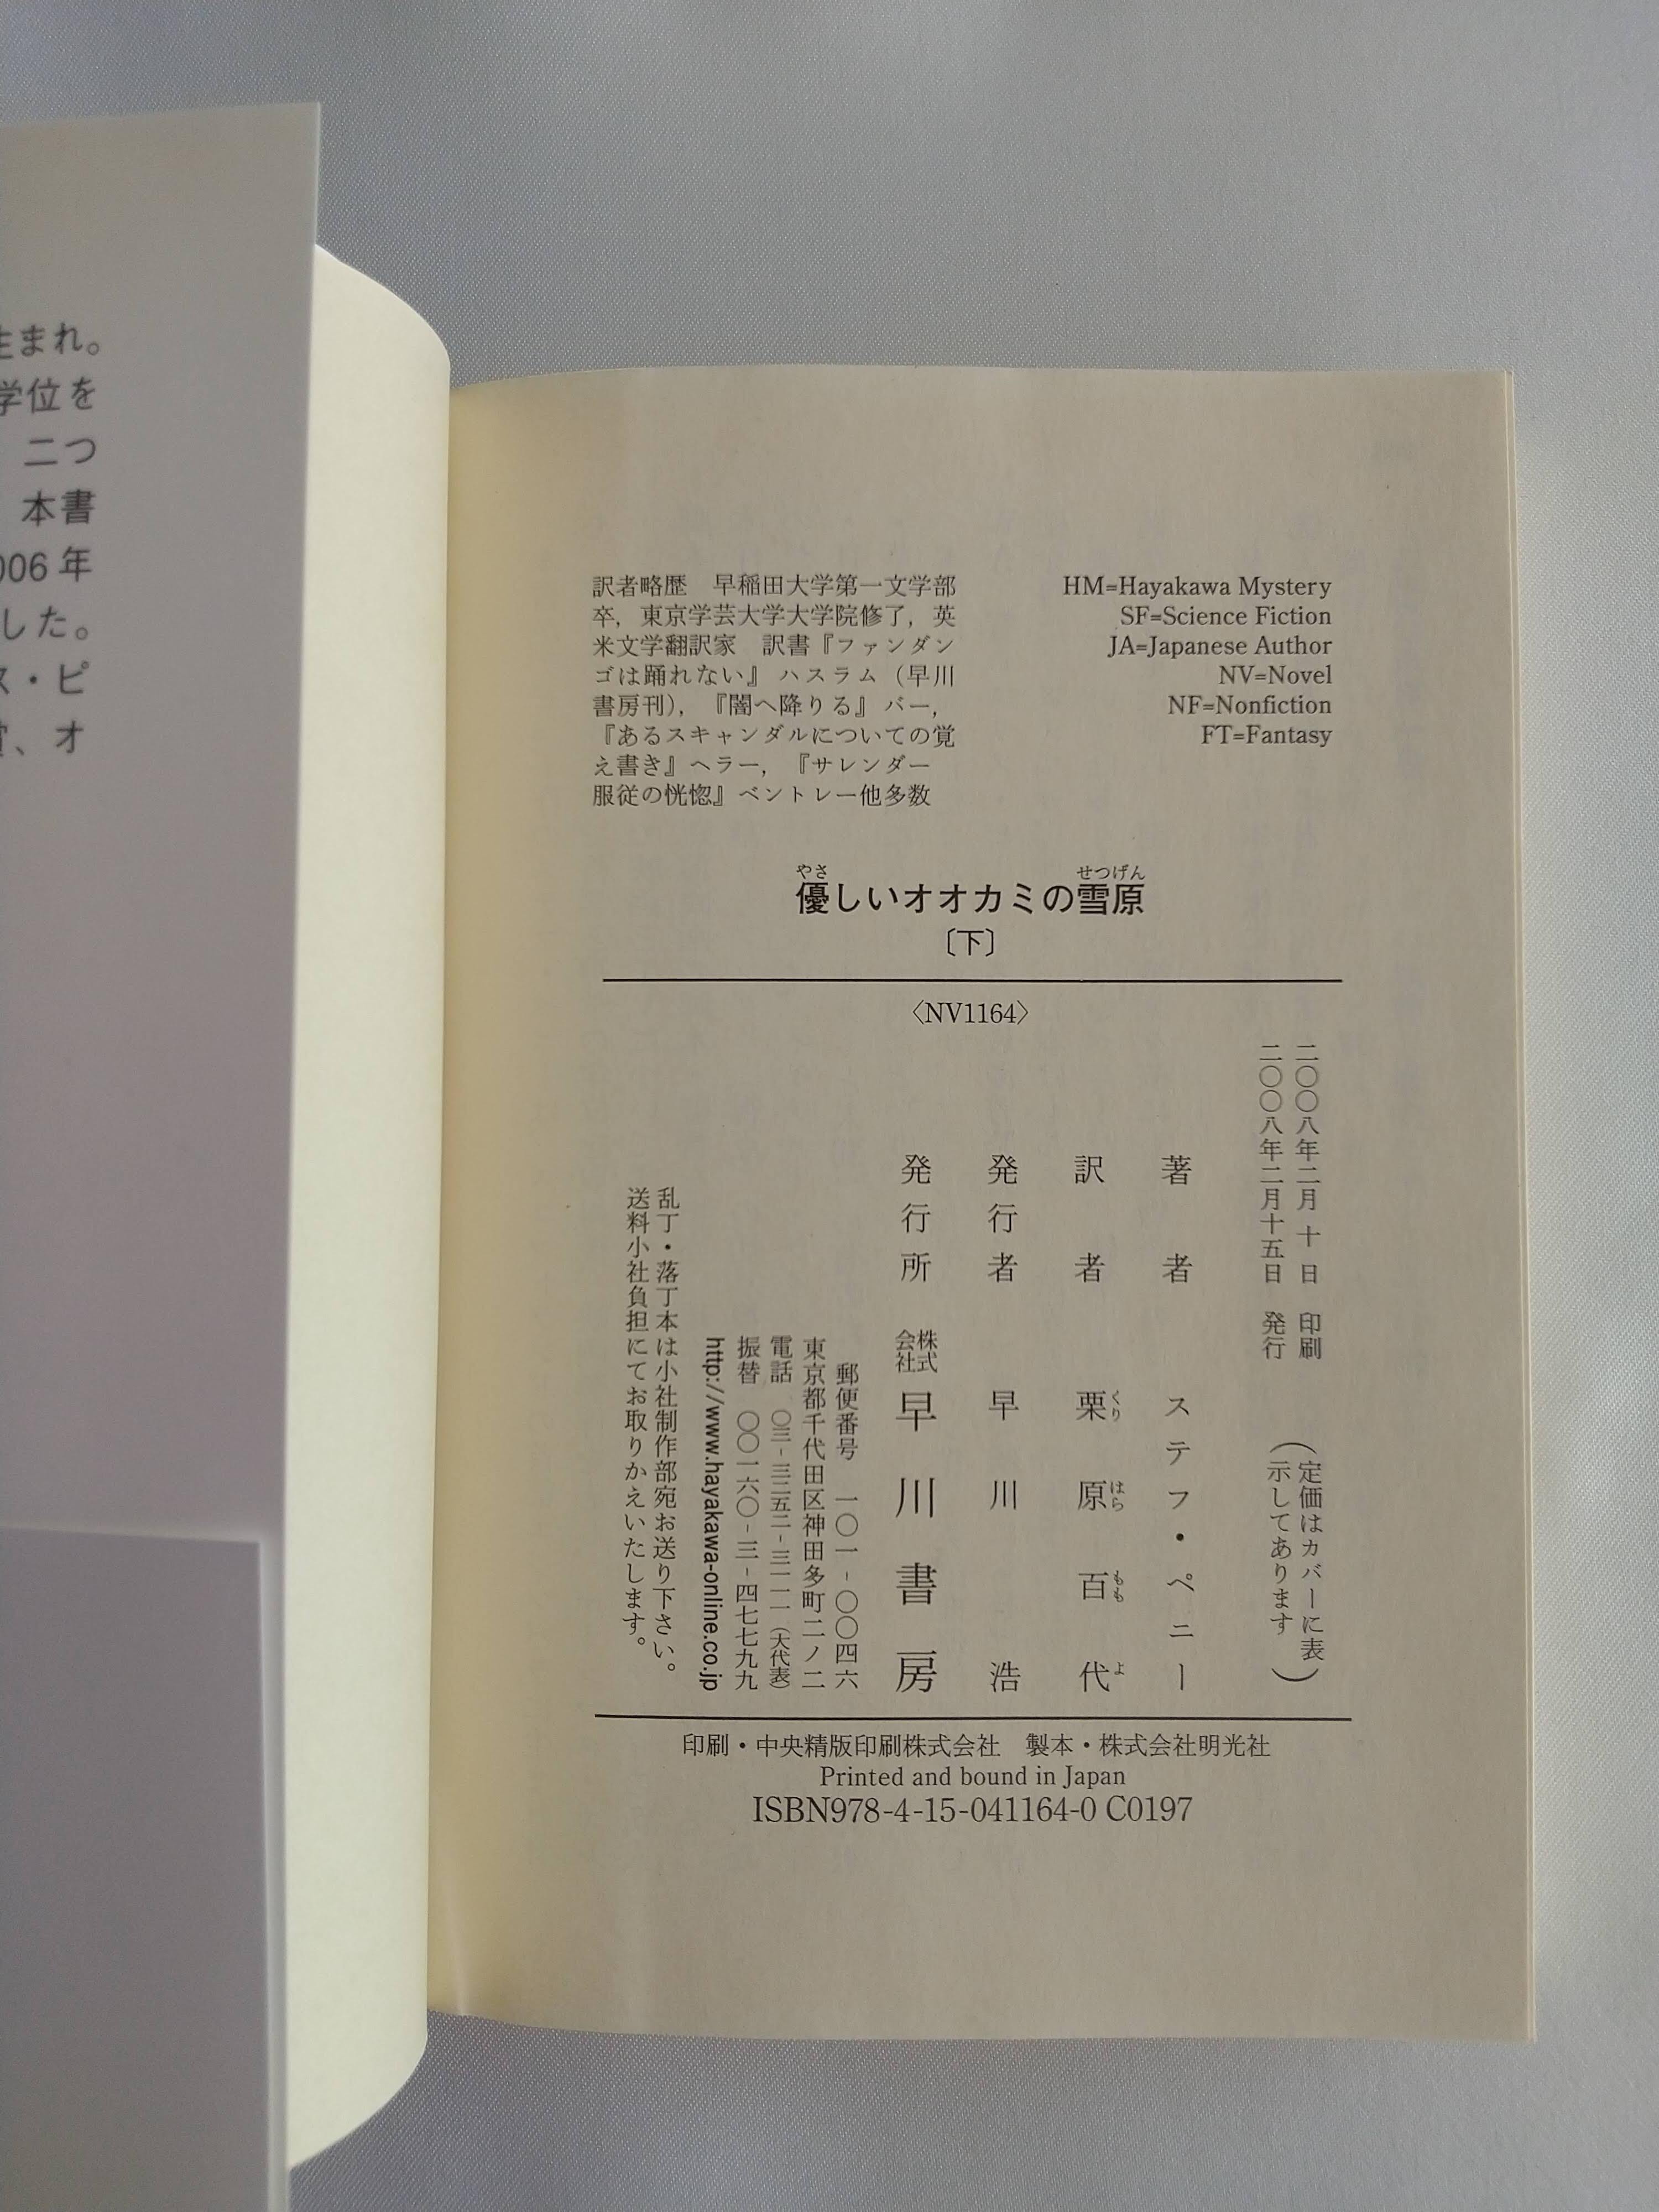 生まれ。
学位を
二つ
本書
006年
した。
ス・ピ
、オ
訳者略歴　早稲田大学第一文学部
卒，東京学芸大学大学院修了，英
米文学翻訳家　訳書『ファンダン
ゴは踊れない』ハスラム（早川
書房刊），『闇へ降りる』バー，
『あるスキャンダルについての覚
え書き』ヘラー，『サレンダー
服従の恍惚』ベントレー他多数
HM=Hayakawa Mystery
SF=Science Fiction
JA=Japanese Author
NV=Novel
NF=Nonfiction
FT=Fantasy
やさ　せつげん
優しいオオカミの雪原
〔下〕
〈NV1164〉
二〇〇八年二月　十　日　印刷
二〇〇八年二月十五日　発行
（定価はカバーに表
示してあります）
著者　ステフ・ペニー
訳者　栗原百代
くり　はら　もも　よ
発行者　早川　浩
発行所　株式会社　早川書房
郵便番号　一〇一-〇〇四六
東京都千代田区神田多町二ノ二
電話　〇三-三二五二-三一一一（大代表）
振替　〇〇一六〇-三-四七七九九
http://www.hayakawa-online.co.jp
乱丁・落丁本は小社制作部宛お送り下さい。
送料小社負担にてお取りかえいたします。
印刷・中央精版印刷株式会社　製本・株式会社明光社
Printed and bound in Japan
ISBN978-4-15-041164-0 C0197